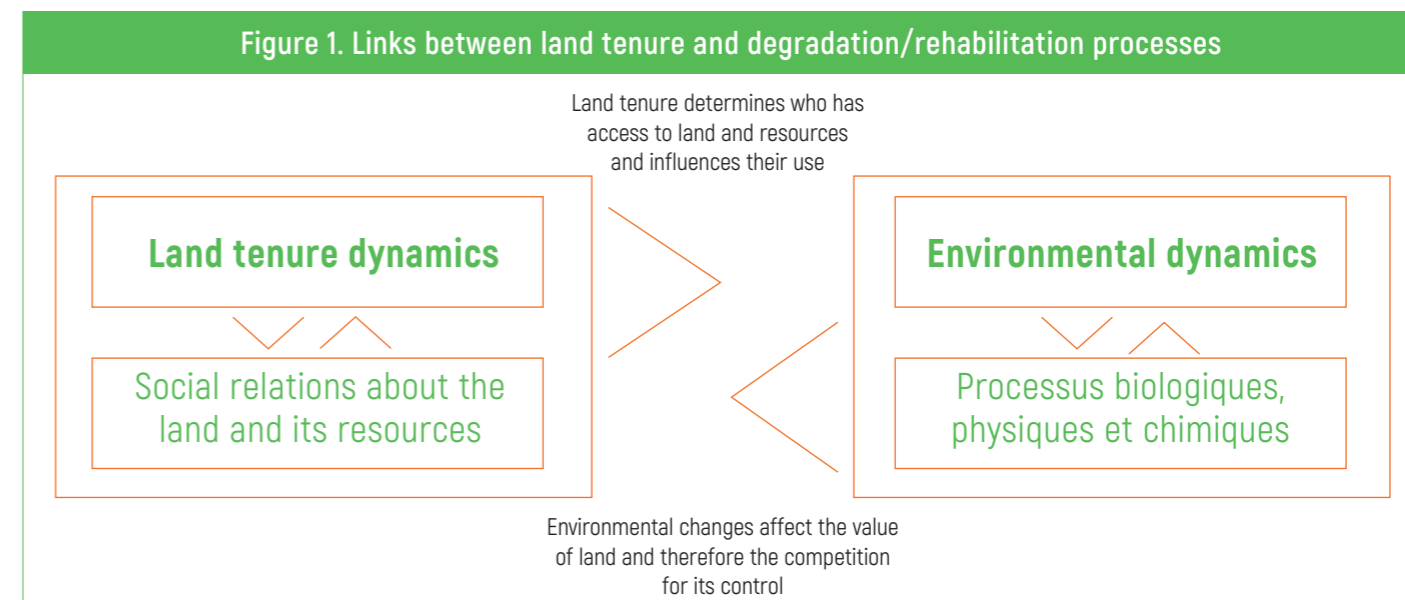 Figure 1. Links between land tenure and degradation/rehabilitation processes
Land tenure determines who has
access to land and resources
and influences their use
Land tenure dynamics
Social relations about the
land and its resources
Environmental dynamics
Processus biologiques,
physiques et chimiques
Environmental changes affect the value
of land and therefore the competition
for its control